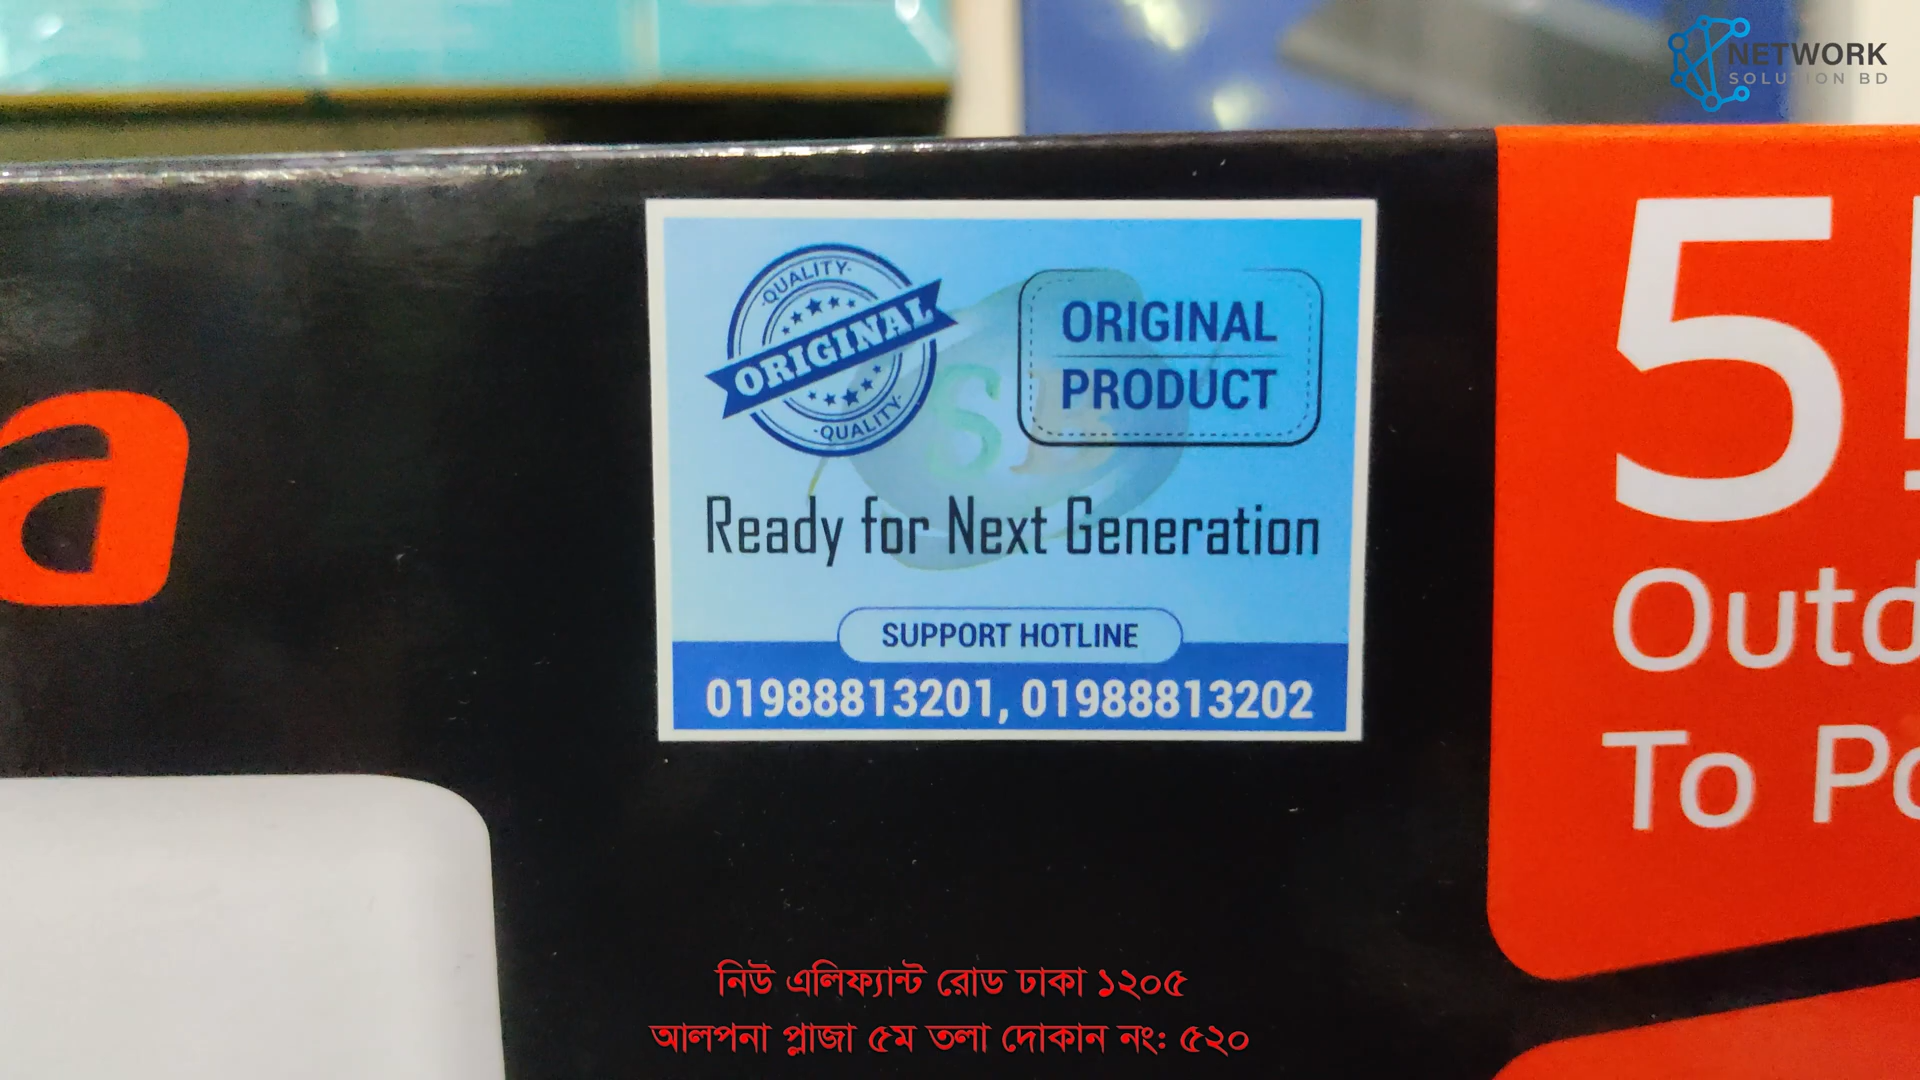 NETWORK
SOLUTION BD
QUALITY
ORIGINAL
QUALITY
ORIGINAL
PRODUCT
Ready for Next Generation
SUPPORT HOTLINE
01988813201, 01988813202
a
5
Outd
To Po
নিউ এলিফ্যান্ট রোড ঢাকা ১২০৫
আলপনা প্লাজা ৫ম তলা দোকান নং: ৫২০